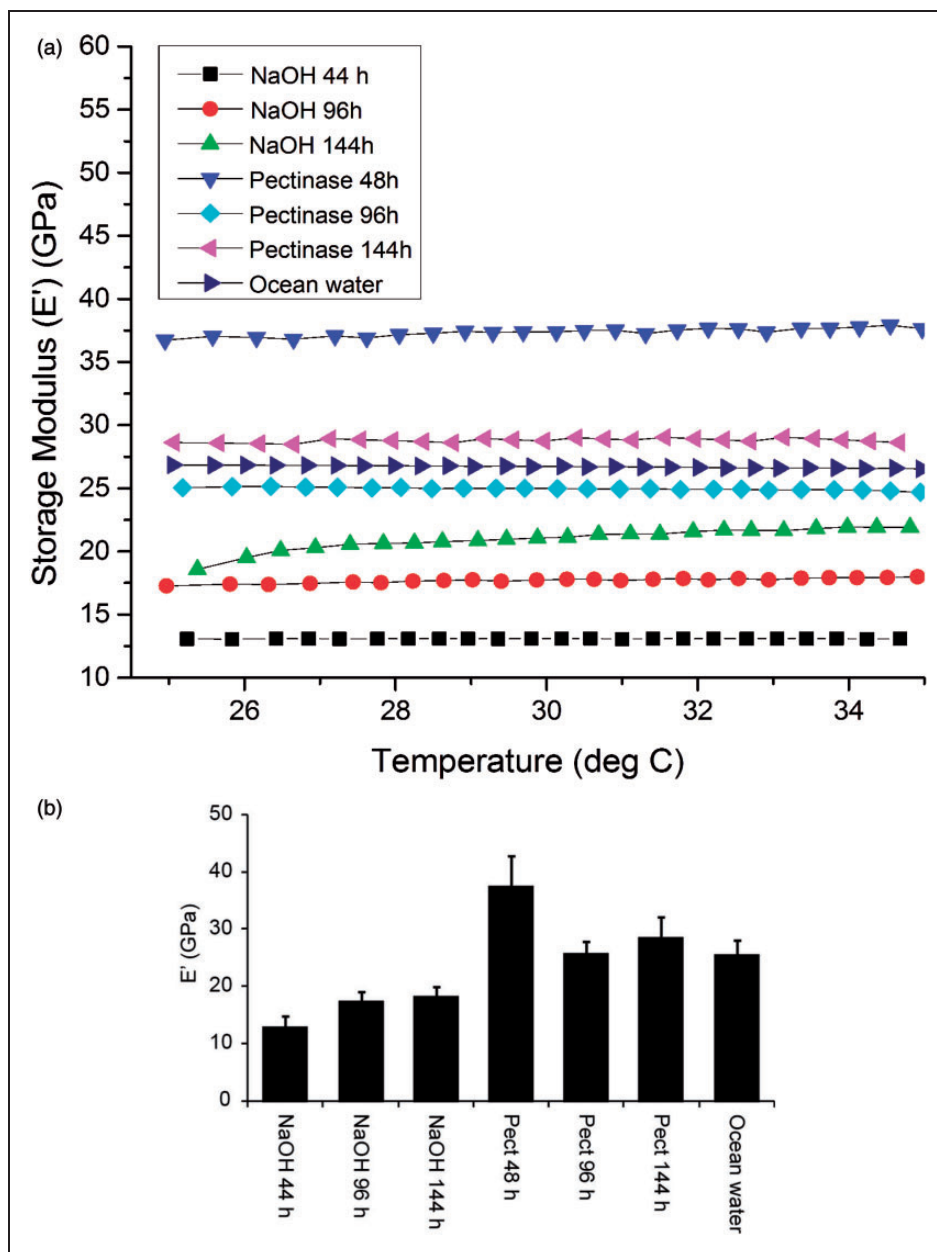 (a)
60
55
50
45
40
35
30
25
20
15
10
Storage Modulus (E') (GPa)
NaOH 44 h
NaOH 96h
NaOH 144h
Pectinase 48h
Pectinase 96h
Pectinase 144h
Ocean water
26 28 30 32 34
Temperature (deg C)
(b)
50
40
30
20
10
0
E' (GPa)
NaOH 44 h
NaOH 96 h
NaOH 144 h
Pect 48 h
Pect 96 h
Pect 144 h
Ocean water